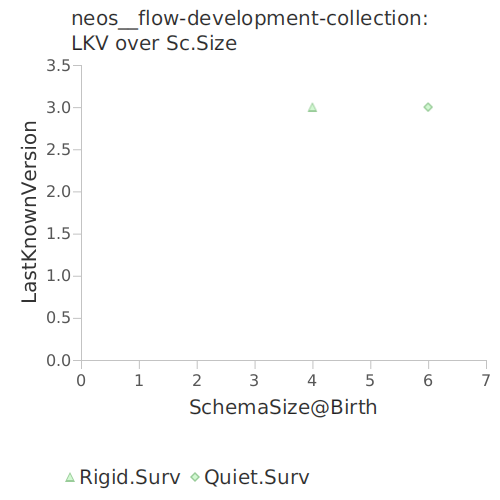 neos__flow-development-collection:
LKV over Sc.Size
3.5
3.0
2.5
2.0
1.5
1.0
0.5
0.0
LastKnownVersion
0 1 2 3 4 5 6 7
SchemaSize@Birth
Rigid.Surv Quiet.Surv